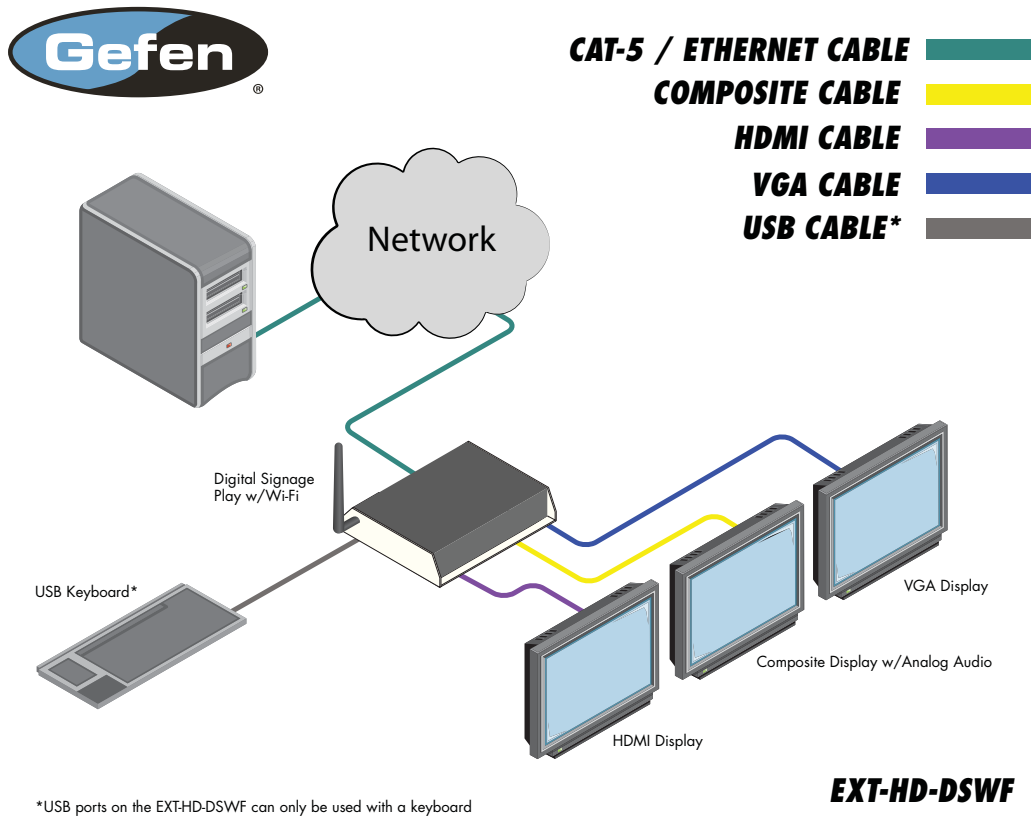 Gefen
®
CAT-5 / ETHERNET CABLE
COMPOSITE CABLE
HDMI CABLE
VGA CABLE
USB CABLE*
Network
Digital Signage
Play w/Wi-Fi
USB Keyboard*
VGA Display
Composite Display w/Analog Audio
HDMI Display
EXT-HD-DSWF
*USB ports on the EXT-HD-DSWF can only be used with a keyboard